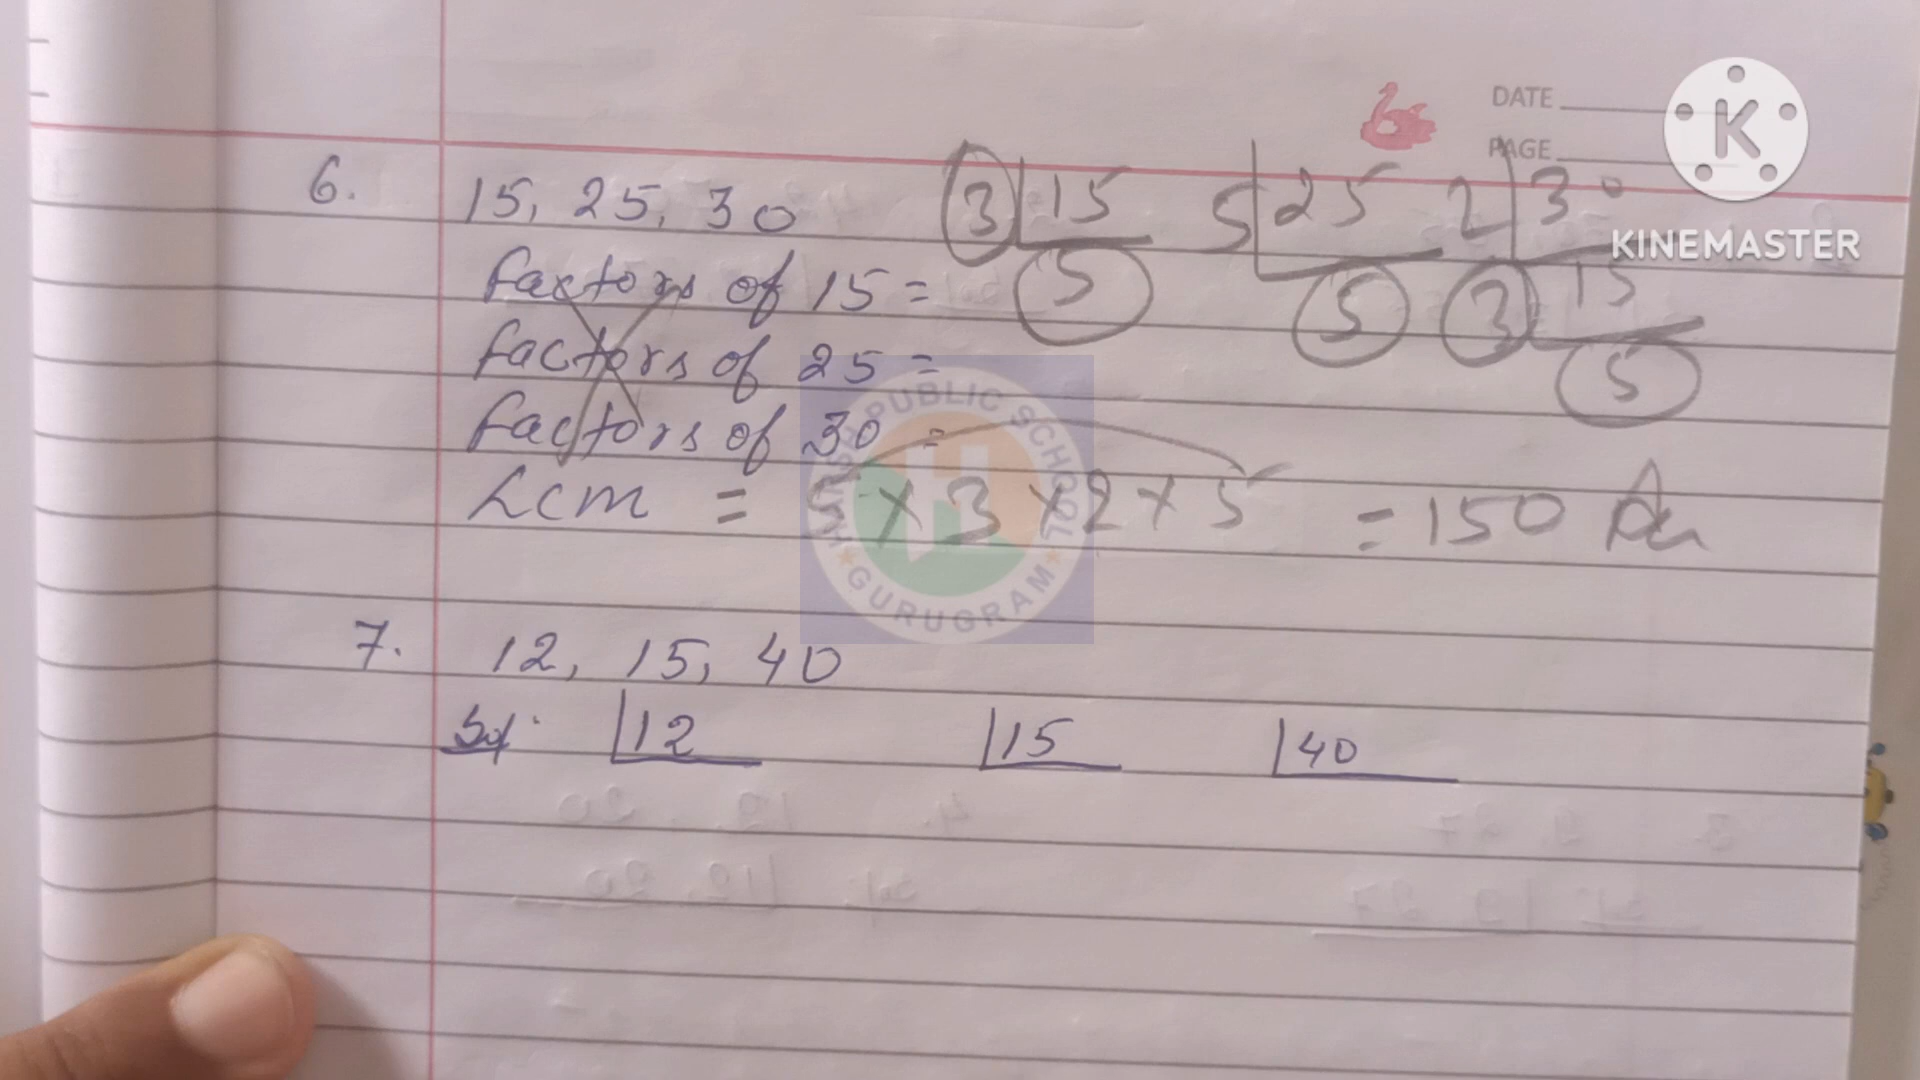 DATE
PAGE
KINEMASTER
6. 15, 25, 30 3 15 5 25 2 30
factors of 15 = 5 5 3 15
factors of 25 = 5
factors of 30 =
Lcm = 5 x 3 x 2 x 5 = 150
HARSH PUBLIC SCHOOL
GURUGRAM
7. 12, 15, 40
Sol. 12 15 40